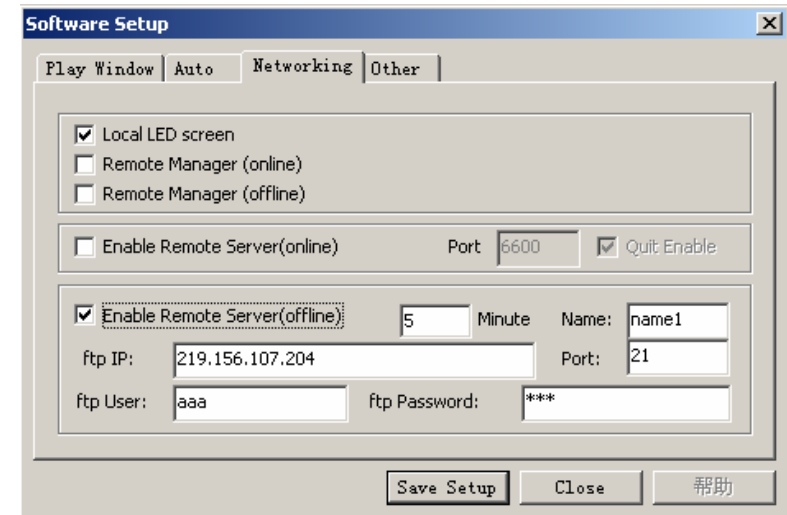 Software Setup
Play Window Auto Networking Other
Local LED screen
Remote Manager (online)
Remote Manager (offline)
Enable Remote Server(online) Port 6600 Quit Enable
Enable Remote Server(offline) 5 Minute Name: name1
ftp IP: 219.156.107.204 Port: 21
ftp User: aaa ftp Password: ***
Save Setup Close 帮助